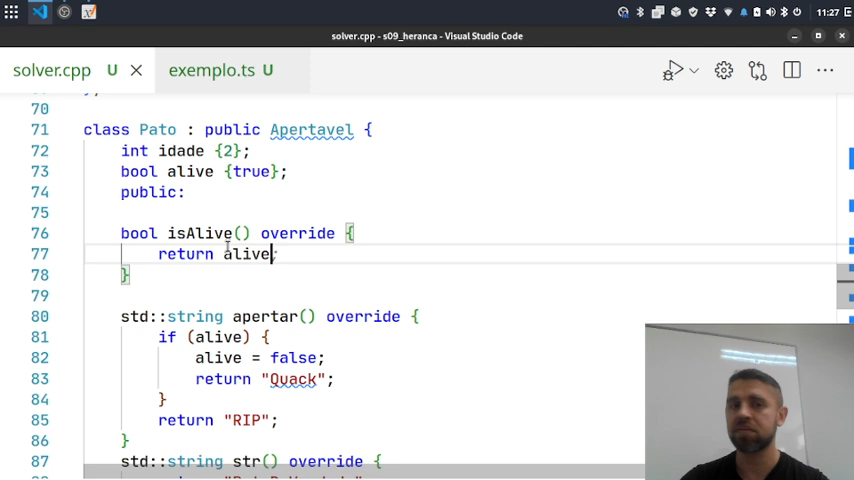 11:27
solver.cpp - s09_heranca - Visual Studio Code
solver.cpp U exemplo.ts U
70
71 class Pato : public Apertavel {
72 int idade {2};
73 bool alive {true};
74 public:
75
76 bool isAlive() override {
77 return alive;
78 }
79
80 std::string apertar() override {
81 if (alive) {
82 alive = false;
83 return "Quack";
84 }
85 return "RIP";
86 }
87 std::string str() override {